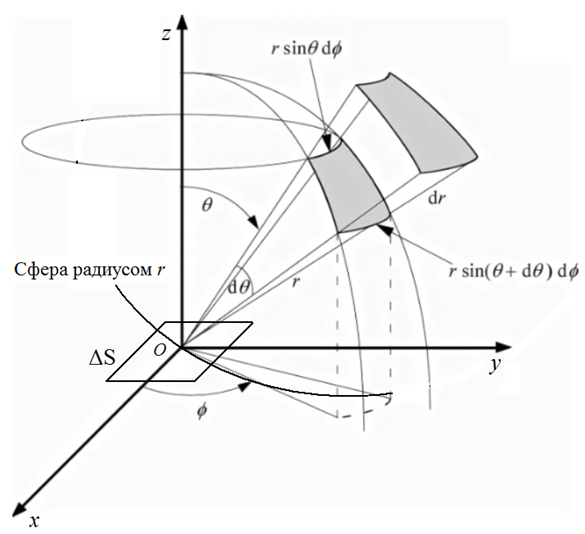 z
r sinθ dϕ
θ
dr
Сфера радиусом r
dθ
r
r sin(θ + dθ) dϕ
ΔS
O
y
ϕ
x